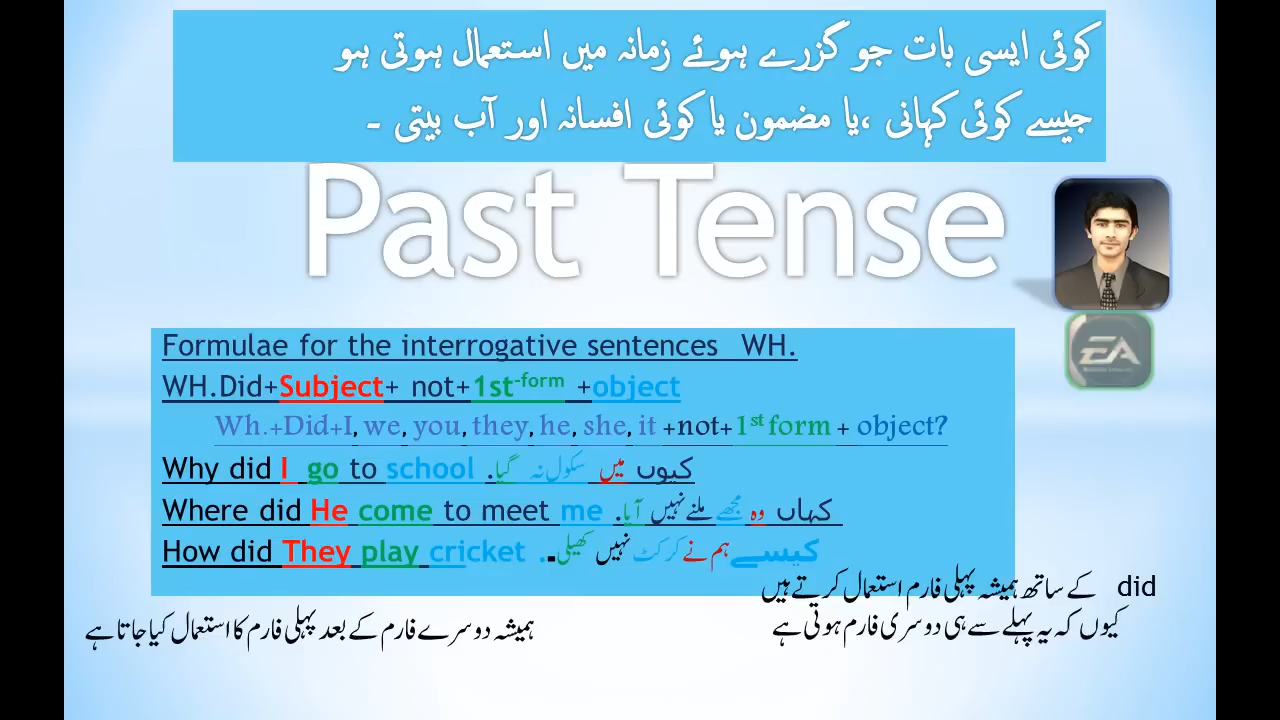 کوئی ایسی بات جو گزرے ہوئے زمانہ میں استعمال ہوتی ہو
جیسے کوئی کہانی ،یا مضمون یا کوئی افسانہ اور آب بیتی ۔
Past Tense
EA
Formulae for the interrogative sentences WH.
WH.Did+Subject+ not+1st-form +object
Wh.+Did+I, we, you, they, he, she, it +not+1st form + object?
Why did I go to school .کیوں میں سکول نہ گیا
Where did He come to meet me .کہاں وہ مجھے ملنے نہیں آیا
How did They play cricket ..کیسے ہم نے کرکٹ نہیں کھیلی
did کے ساتھ ہمیشہ پہلی فارم استعمال کرتے ہیں
کیوں کہ یہ پہلے سے ہی دوسری فارم ہوتی ہے
ہمیشہ دوسرے فارم کے بعد پہلی فارم کا استعمال کیا جاتا ہے